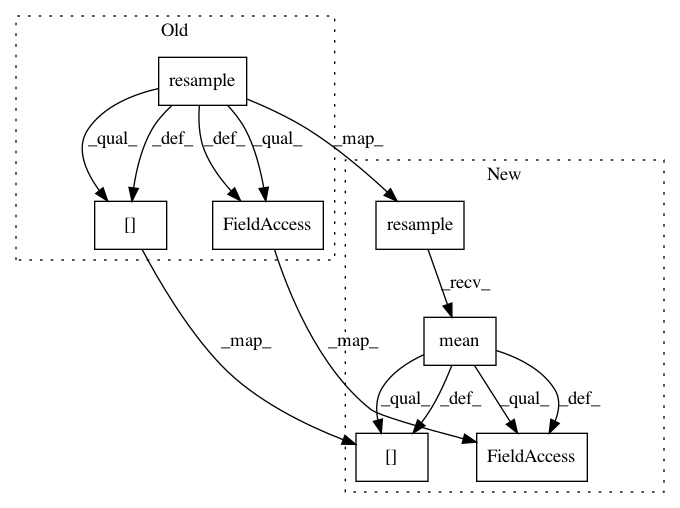 Old
resample
_qual_ _def_ _def_ _qual_ _map_
New
[] FieldAccess resample
_recv_
_map_ _map_ mean
_qual_ _def_ _qual_ _def_
[] FieldAccess